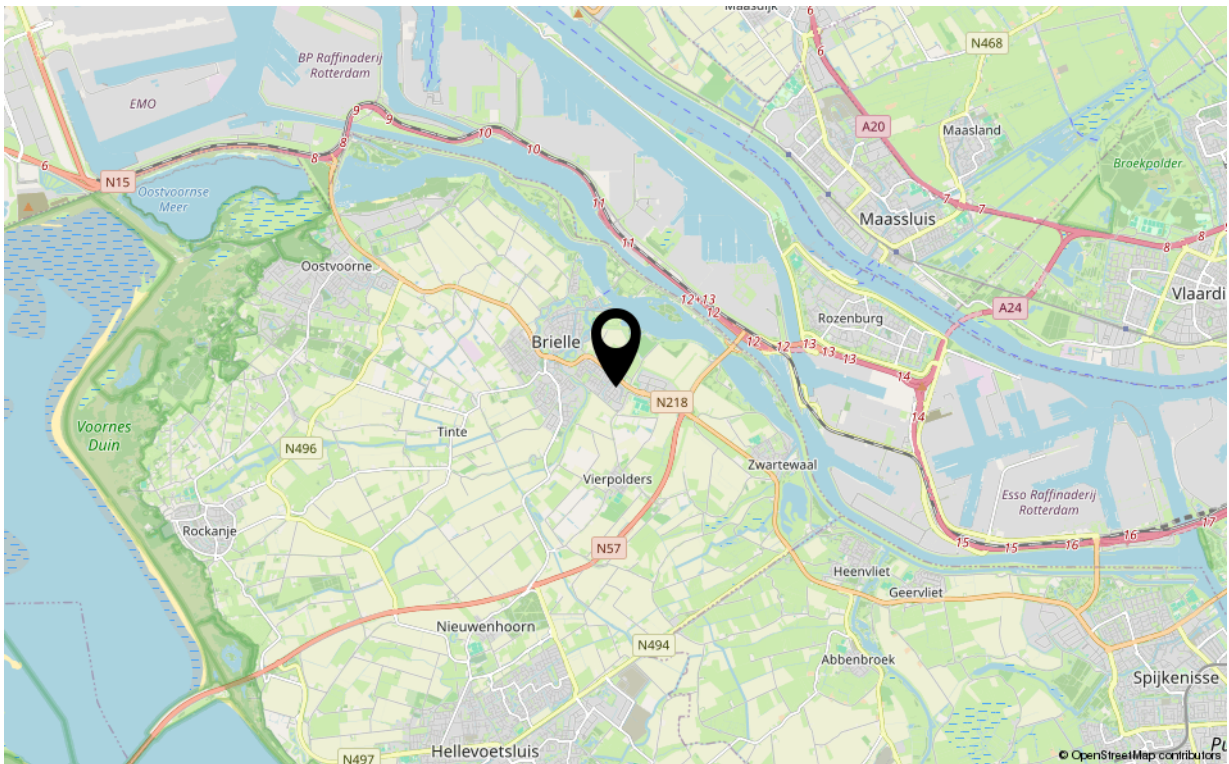 Maasdijk
6
6
N468
BP Raffinaderij
Rotterdam
EMO
9
9
8
10
10
A20
Maasland
Broekpolder
6
N15
8
Oostvoornse
Meer
11
11
7
7
Maassluis
8
8
Oostvoorne
12+13
12
Vlaardi
A24
Rozenburg
Brielle
12
12
13
13
13
14
14
N218
Voornes
Duin
Tinte
N496
Zwartewaal
Vierpolders
Esso Raffinaderij
Rotterdam
Rockanje
17
16
16
15
15
N57
Heenvliet
Geervliet
Nieuwenhoorn
N494
Abbenbroek
Spijkenisse
Hellevoetsluis
N497
Pu
© OpenStreetMap contributors